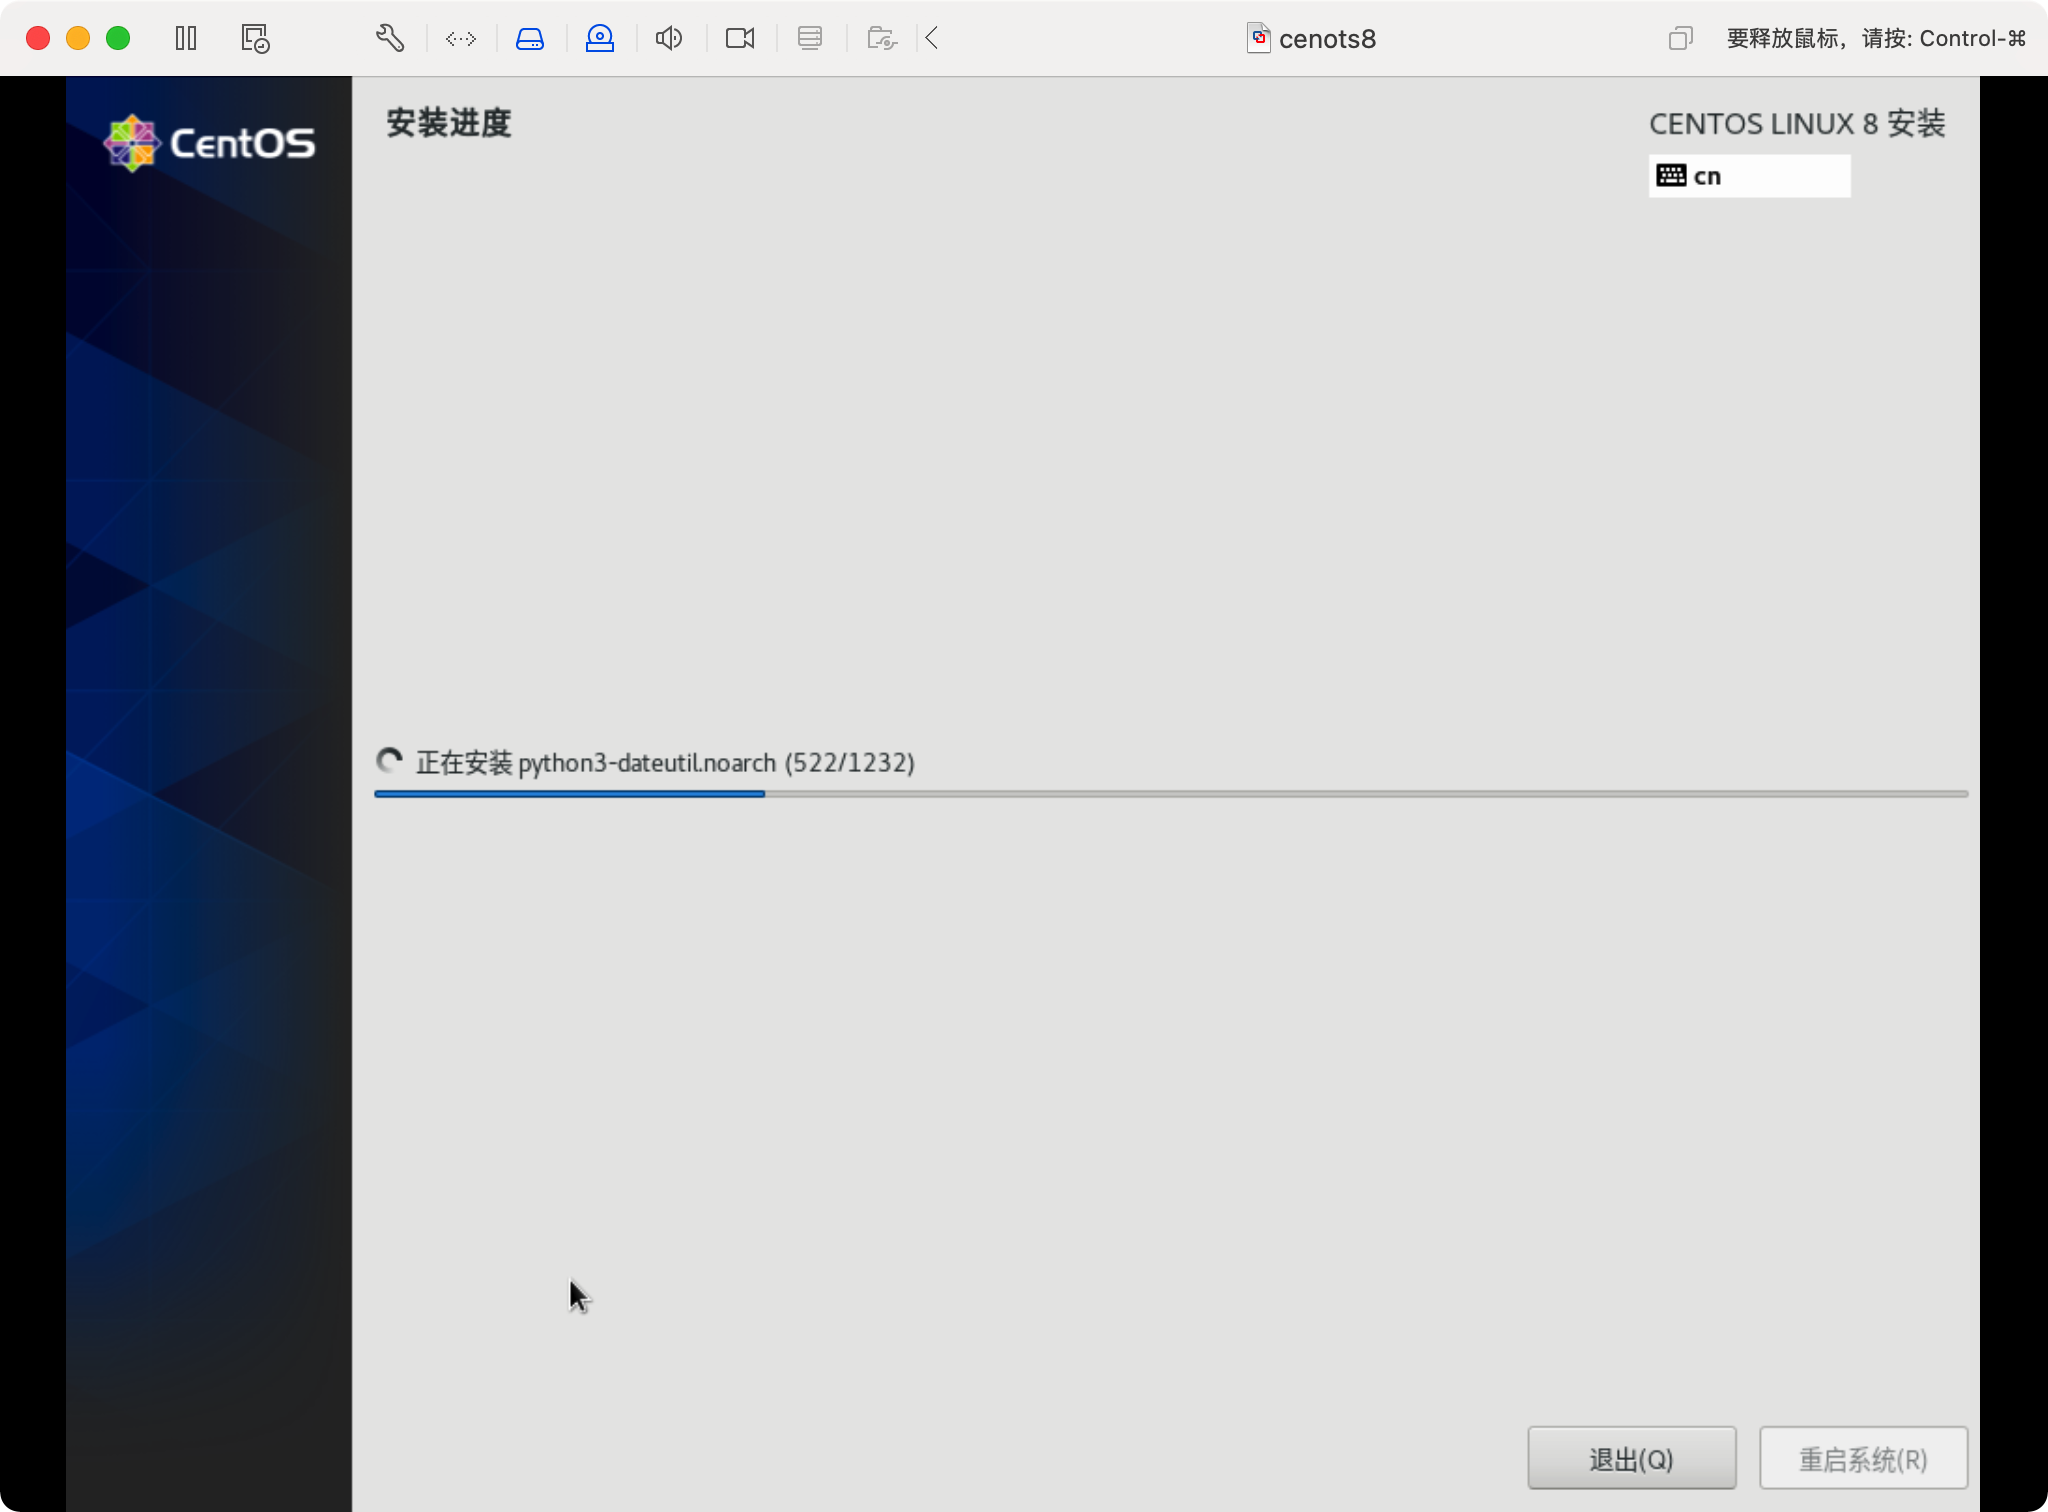 cenots8
要释放鼠标，请按: Control-⌘
CentOS
安装进度
CENTOS LINUX 8 安装
cn
正在安装 python3-dateutil.noarch (522/1232)
退出(Q)
重启系统(R)